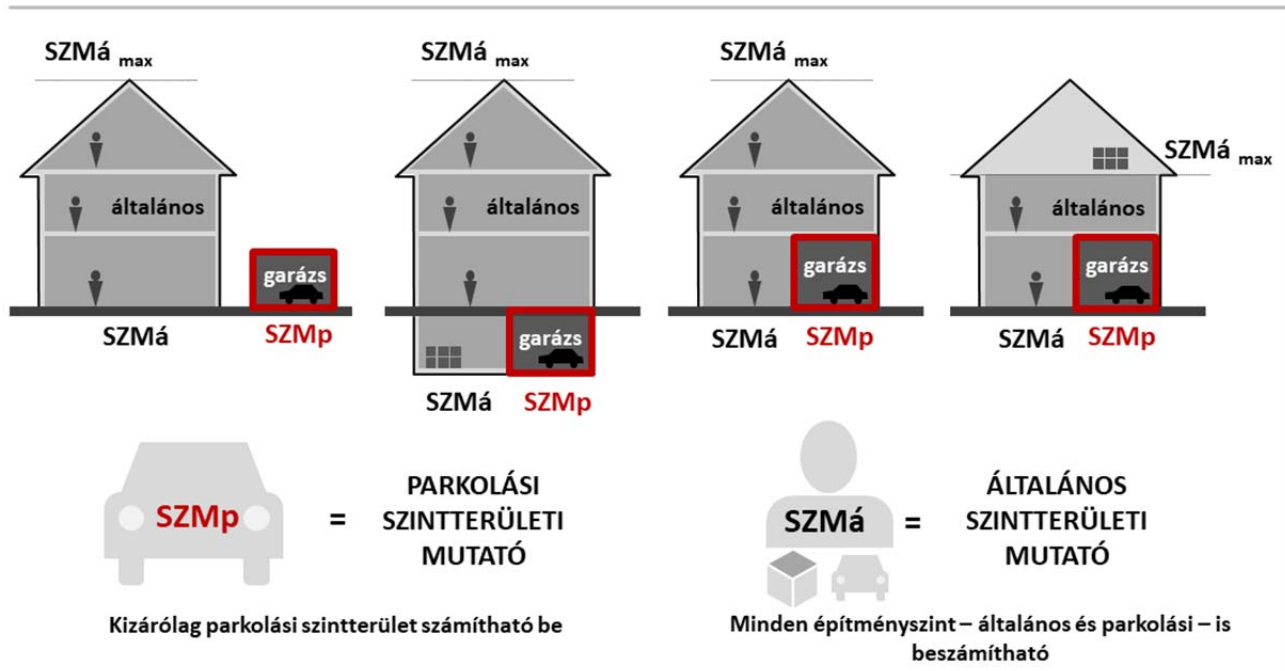 SZMá max
SZMá max
SZMá max
SZMá max
általános
általános
általános
általános
garázs
garázs
garázs
garázs
SZMá
SZMp
SZMá
SZMp
SZMá
SZMp
SZMá
SZMp
SZMp
=
PARKOLÁSI
SZINTTERÜLETI
MUTATÓ
Kizárólag parkolási szintterület számítható be
SZMá
=
ÁLTALÁNOS
SZINTTERÜLETI
MUTATÓ
Minden építményszint – általános és parkolási – is
beszámítható